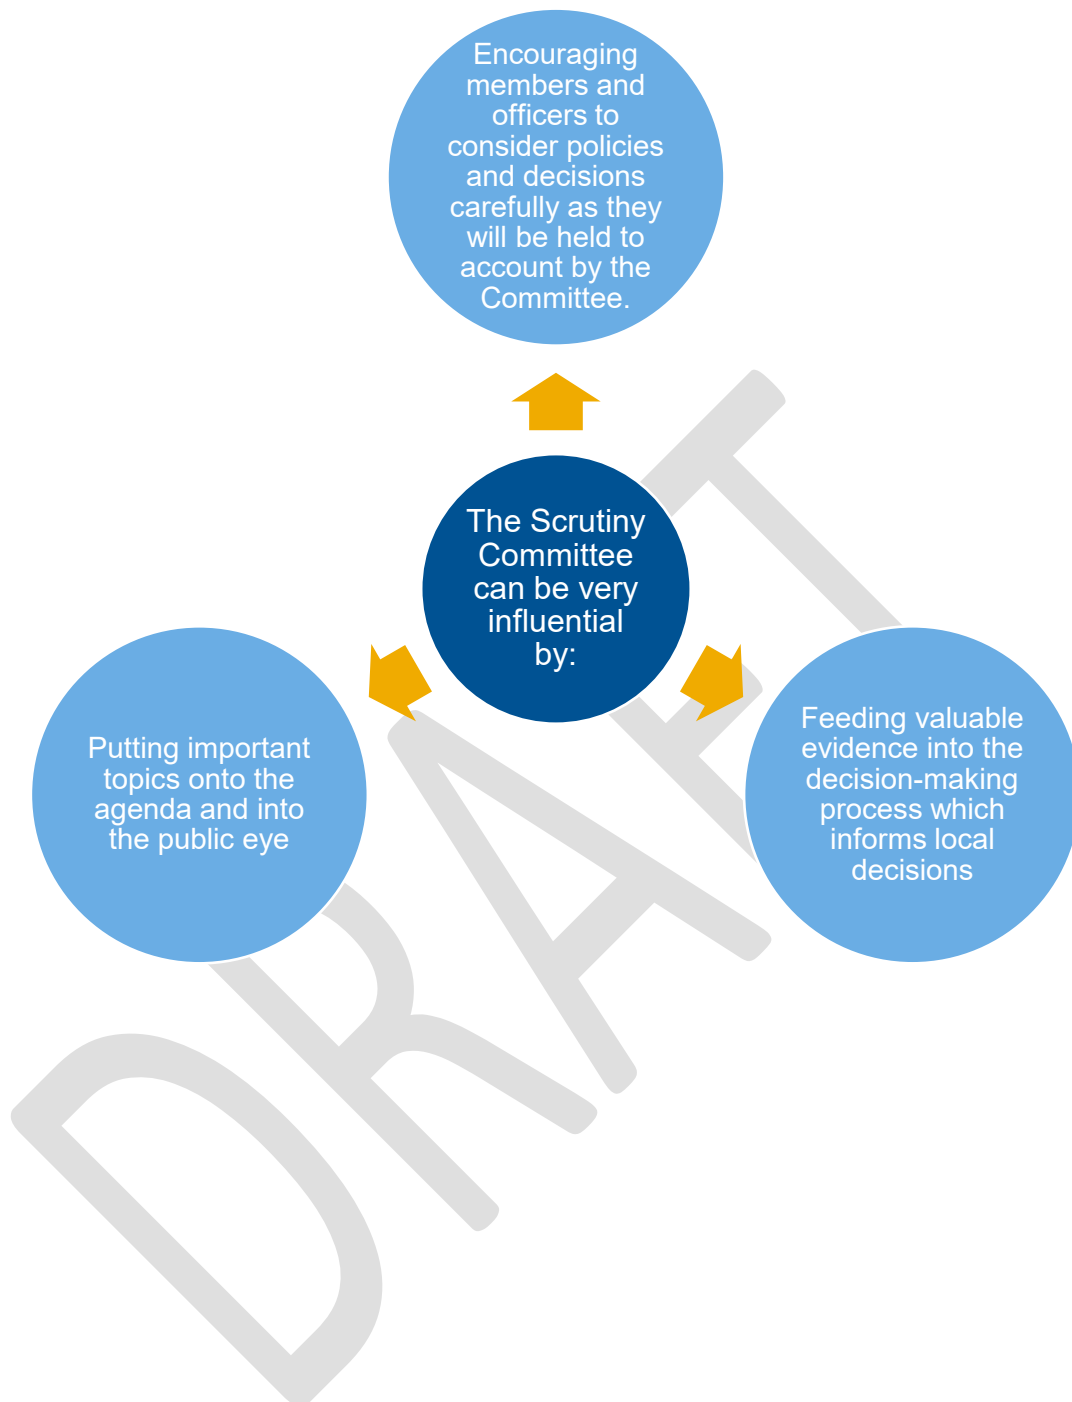 Encouraging
members and
officers to
consider policies
and decisions
carefully as they
will be held to
account by the
Committee.
The Scrutiny
Committee
can be very
influential
by:
Putting important
topics onto the
agenda and into
the public eye
Feeding valuable
evidence into the
decision-making
process which
informs local
decisions
DRAFT